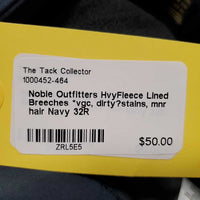 The Tack Collector
1000452-464
Noble Outfitters HvyFleece Lined
Breeches *vgc, dirty?stains, mnr
hair Navy 32R
ZRL5E5
$50.00